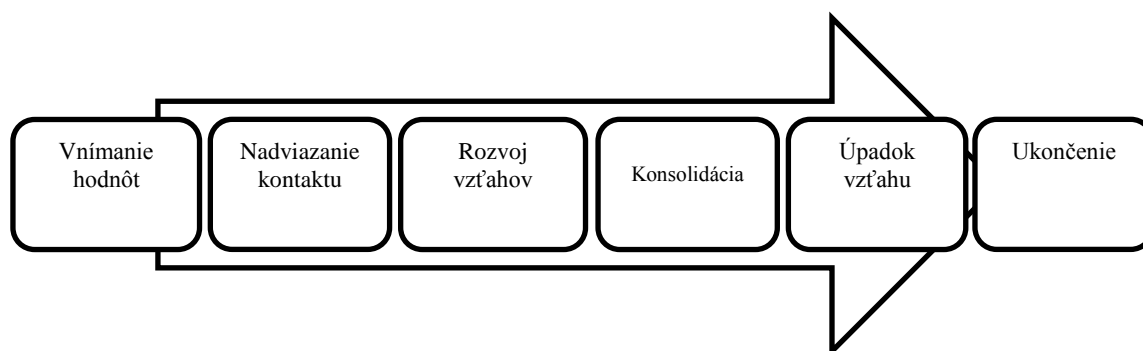 Vnímanie
hodnôt
Nadviazanie
kontaktu
Rozvoj
vzťahov
Konsolidácia
Úpadok
vzťahu
Ukončenie